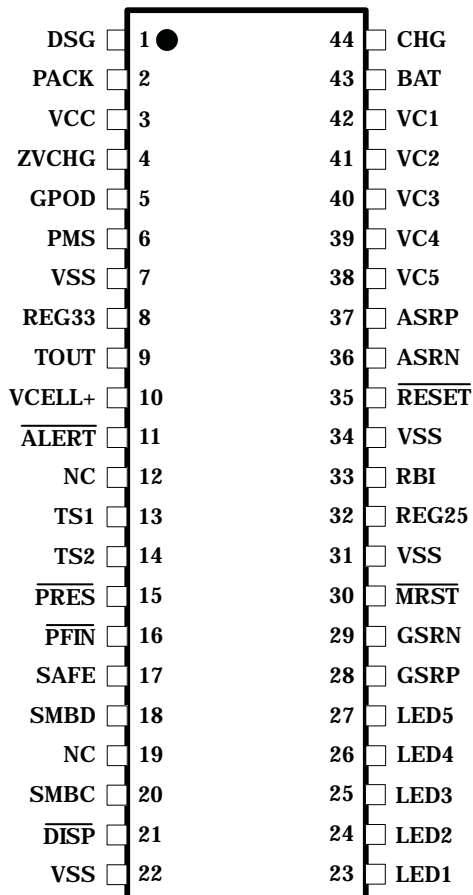 DSG 1 44 CHG
PACK 2 43 BAT
VCC 3 42 VC1
ZVCHG 4 41 VC2
GPOD 5 40 VC3
PMS 6 39 VC4
VSS 7 38 VC5
REG33 8 37 ASRP
TOUT 9 36 ASRN
VCELL+ 10 35 RESET
ALERT 11 34 VSS
NC 12 33 RBI
TS1 13 32 REG25
TS2 14 31 VSS
PRES 15 30 MRST
PFIN 16 29 GSRN
SAFE 17 28 GSRP
SMBD 18 27 LED5
NC 19 26 LED4
SMBC 20 25 LED3
DISP 21 24 LED2
VSS 22 23 LED1